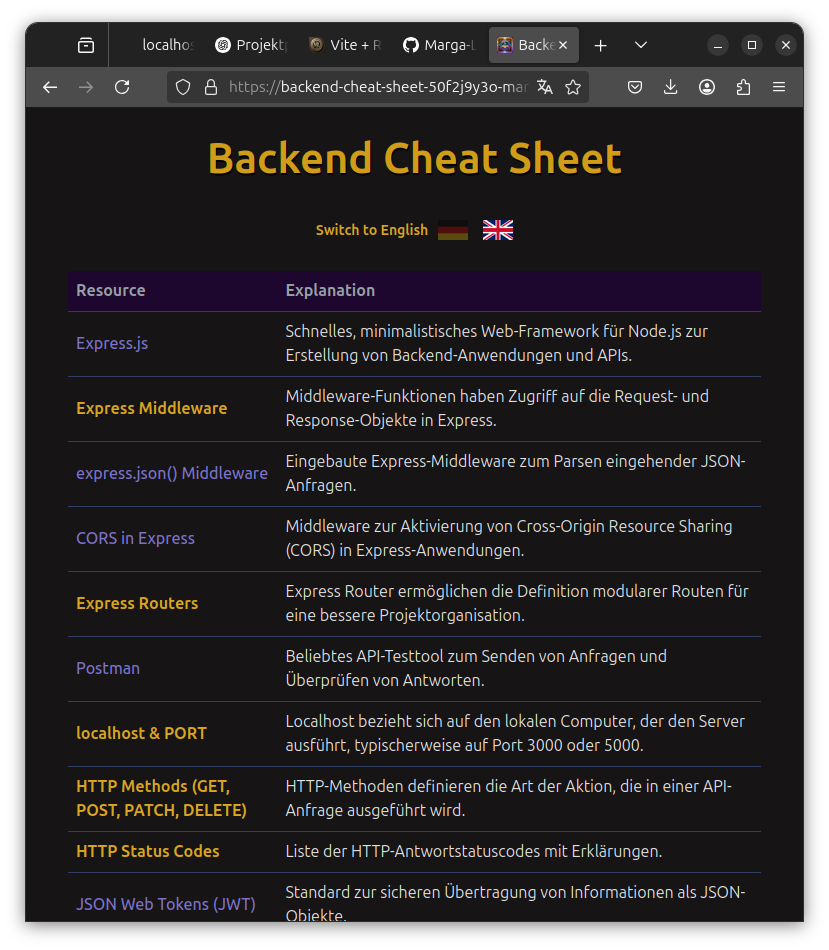 localhos
Projektp
Vite + R
Marga-L
Backe
https://backend-cheat-sheet-50f2j9y3o-mar
Backend Cheat Sheet
Switch to English
Resource
Explanation
Express.js
Schnelles, minimalistisches Web-Framework für Node.js zur
Erstellung von Backend-Anwendungen und APIs.
Express Middleware
Middleware-Funktionen haben Zugriff auf die Request- und
Response-Objekte in Express.
express.json() Middleware
Eingebaute Express-Middleware zum Parsen eingehender JSON-
Anfragen.
CORS in Express
Middleware zur Aktivierung von Cross-Origin Resource Sharing
(CORS) in Express-Anwendungen.
Express Routers
Express Router ermöglichen die Definition modularer Routen für
eine bessere Projektorganisation.
Postman
Beliebtes API-Testtool zum Senden von Anfragen und
Überprüfen von Antworten.
localhost & PORT
Localhost bezieht sich auf den lokalen Computer, der den Server
ausführt, typischerweise auf Port 3000 oder 5000.
HTTP Methods (GET,
POST, PATCH, DELETE)
HTTP-Methoden definieren die Art der Aktion, die in einer API-
Anfrage ausgeführt wird.
HTTP Status Codes
Liste der HTTP-Antwortstatuscodes mit Erklärungen.
JSON Web Tokens (JWT)
Standard zur sicheren Übertragung von Informationen als JSON-
Objekte.